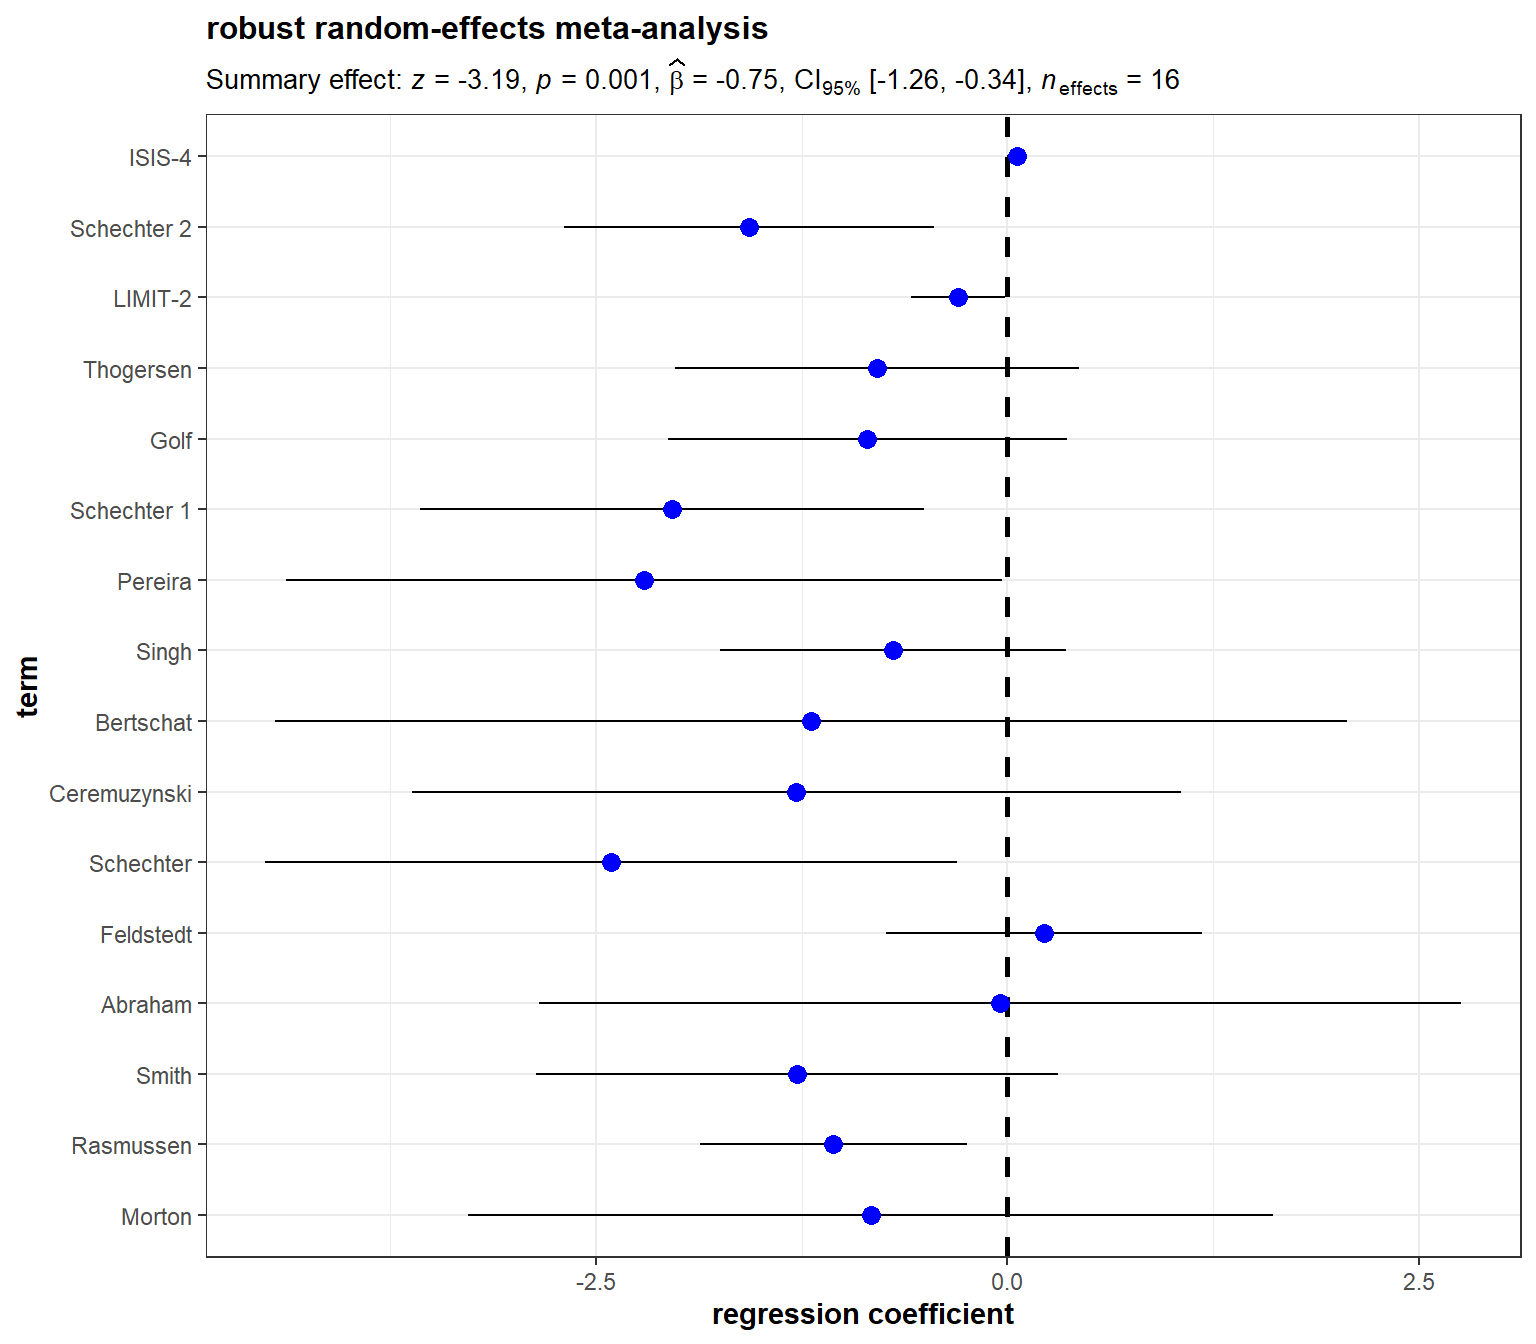 robust random-effects meta-analysis
Summary effect: z = -3.19, p = 0.001, β̂ = -0.75, CI95% [-1.26, -0.34], neffects = 16
ISIS-4
Schechter 2
LIMIT-2
Thogersen
Golf
Schechter 1
Pereira
Singh
Bertschat
Ceremuzynski
Schechter
Feldstedt
Abraham
Smith
Rasmussen
Morton
term
-2.5 0.0 2.5
regression coefficient